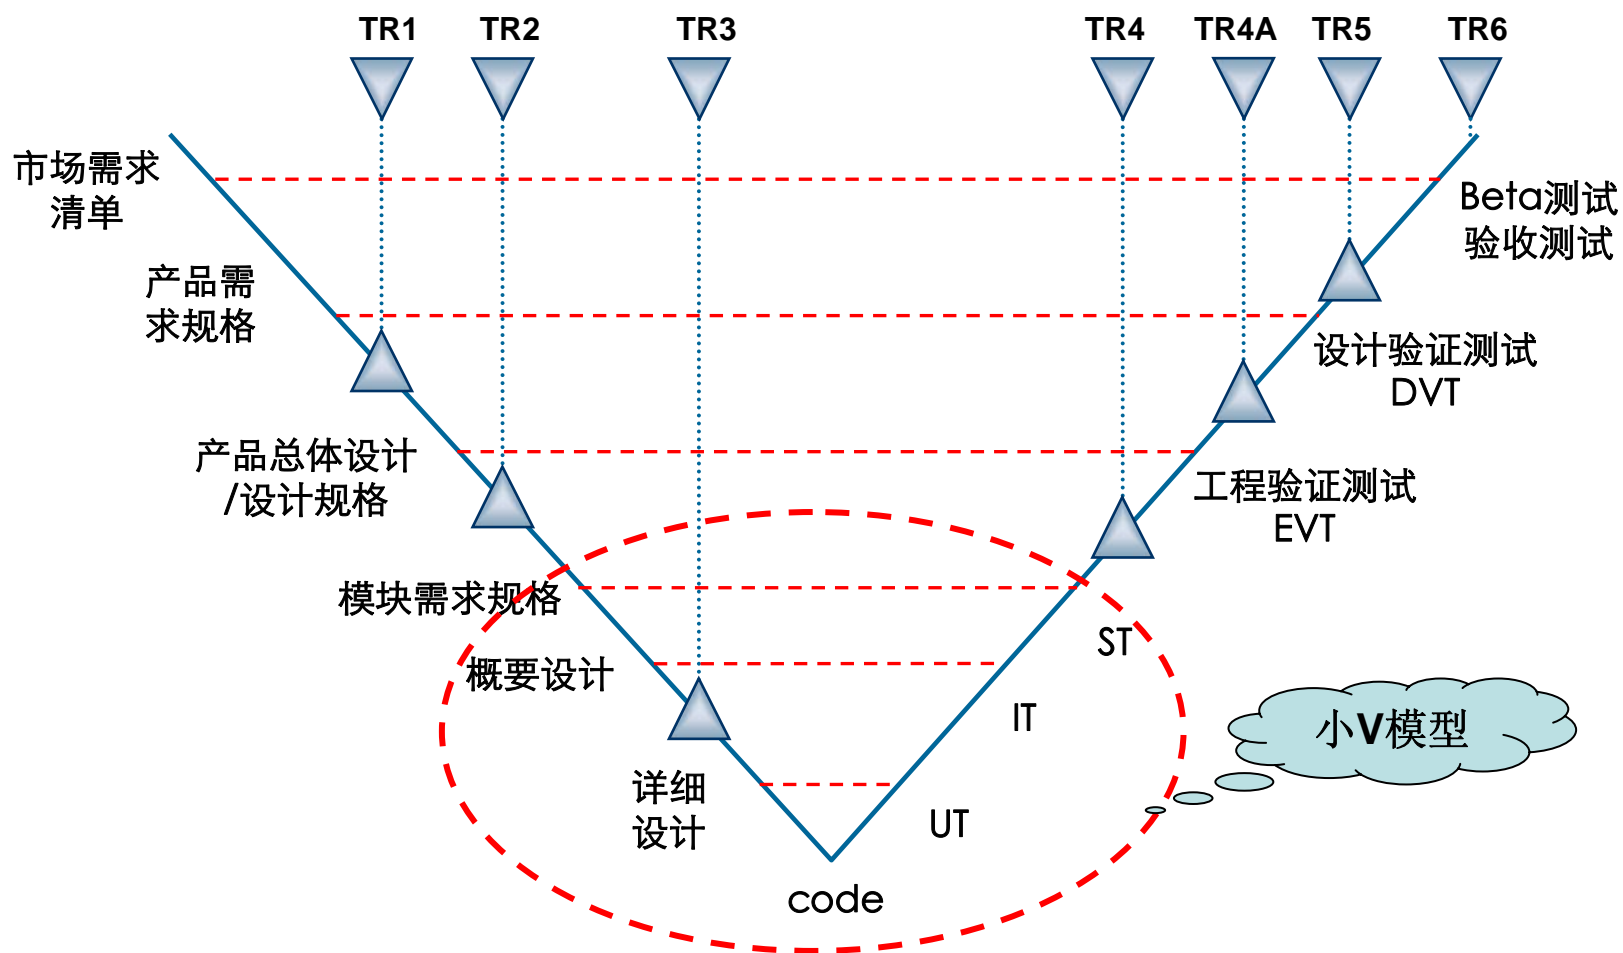 TR1 TR2 TR3 TR4 TR4A TR5 TR6
市场需求
清单
Beta测试
验收测试
产品需
求规格
设计验证测试
DVT
产品总体设计
/设计规格
工程验证测试
EVT
模块需求规格
ST
概要设计
IT
小V模型
详细
设计
UT
code